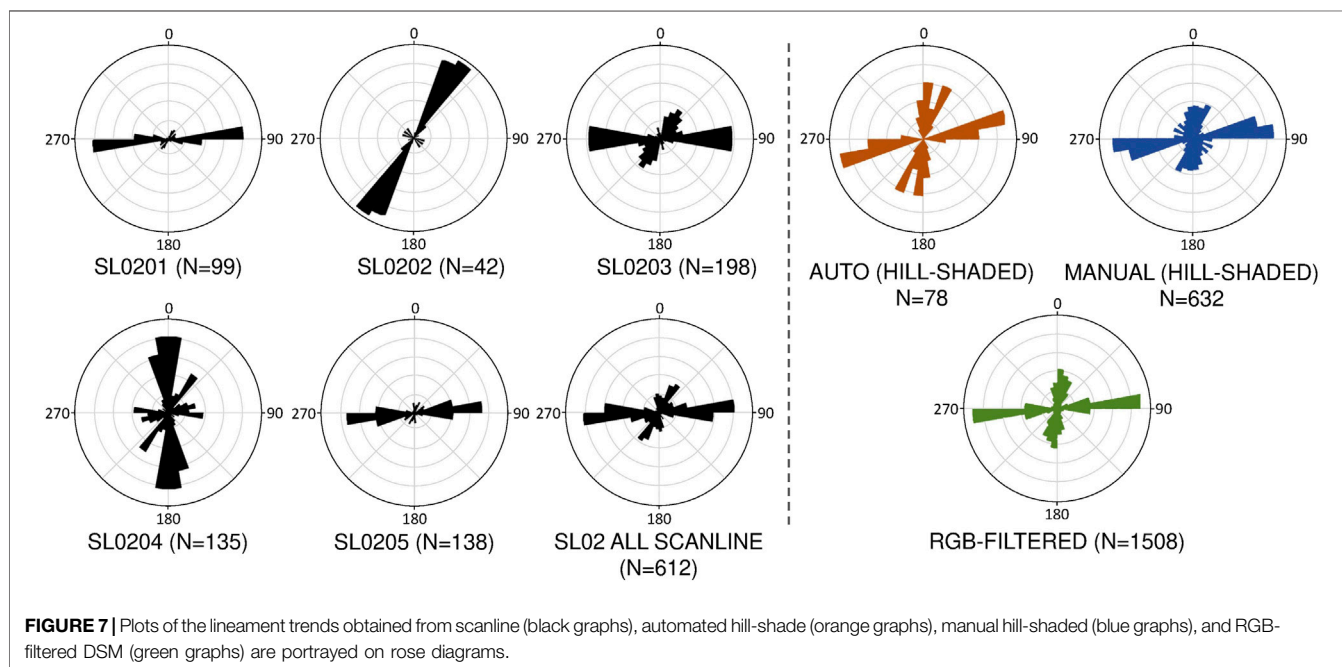 0
270
90
180
SL0201 (N=99)
0
180
SL0202 (N=42)
0
270
90
180
SL0203 (N=198)
0
270
90
180
AUTO (HILL-SHADED)
N=78
0
270
90
180
MANUAL (HILL-SHADED)
N=632
0
270
90
180
SL0204 (N=135)
0
270
90
180
SL0205 (N=138)
0
270
90
180
SL02 ALL SCANLINE
(N=612)
0
270
90
180
RGB-FILTERED (N=1508)
FIGURE 7 | Plots of the lineament trends obtained from scanline (black graphs), automated hill-shade (orange graphs), manual hill-shaded (blue graphs), and RGB-
filtered DSM (green graphs) are portrayed on rose diagrams.